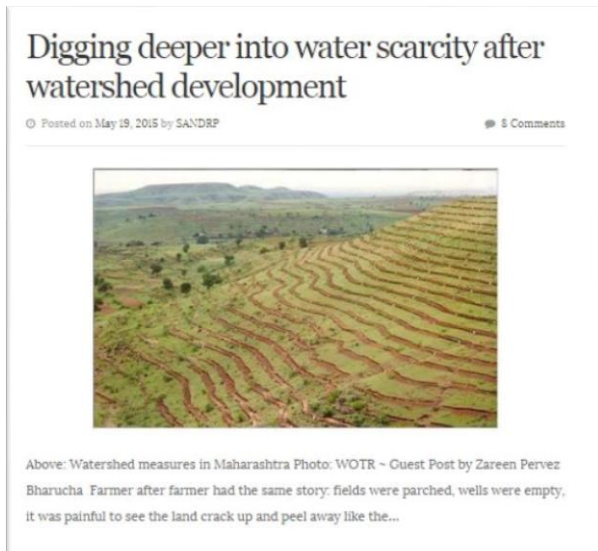 Digging deeper into water scarcity after
watershed development
Posted on May 19, 2015 by SANDRP
8 Comments
Above: Watershed measures in Maharashtra Photo: WOTR ~ Guest Post by Zareen Pervez
Bharucha Farmer after farmer had the same story: fields were parched, wells were empty,
it was painful to see the land crack up and peel away like the...